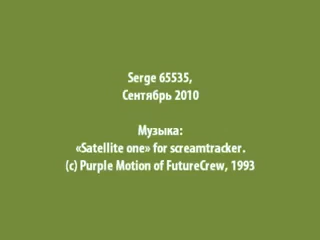 Serge 65535,
Сентябрь 2010
Музыка:
«Satellite one» for screamtracker.
(c) Purple Motion of FutureCrew, 1993